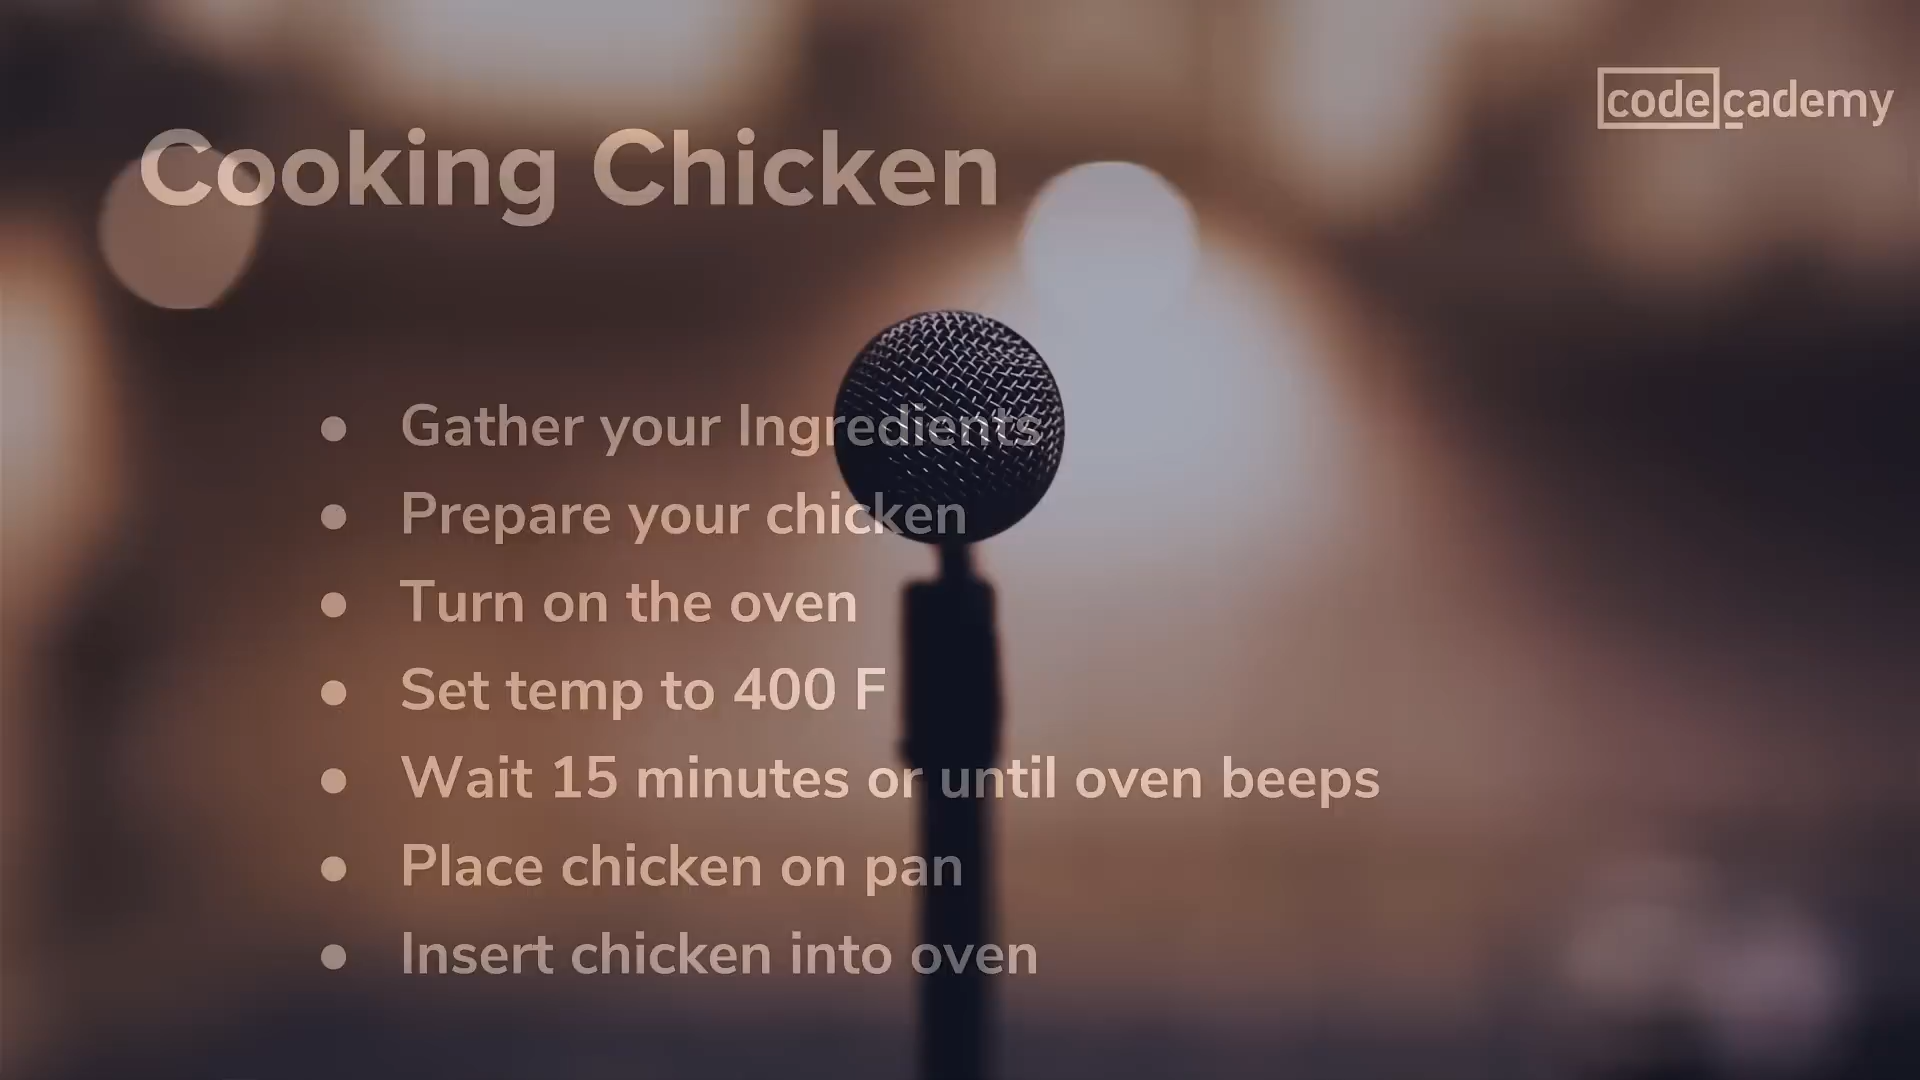 codecademy
Cooking Chicken
● Gather your Ingredients
● Prepare your chicken
● Turn on the oven
● Set temp to 400 F
● Wait 15 minutes or until oven beeps
● Place chicken on pan
● Insert chicken into oven